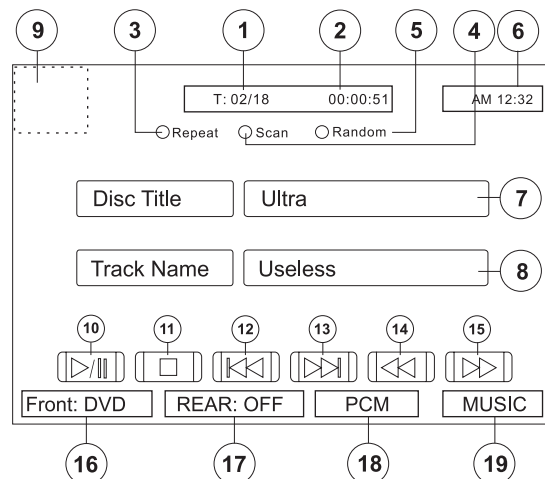 9 3 1 2 4 5 6
T: 02/18 00:00:51 AM 12:32
Repeat Scan Random
Disc Title Ultra 7
Track Name Useless 8
10 11 12 13 14 15
Front: DVD REAR: OFF PCM MUSIC
16 17 18 19